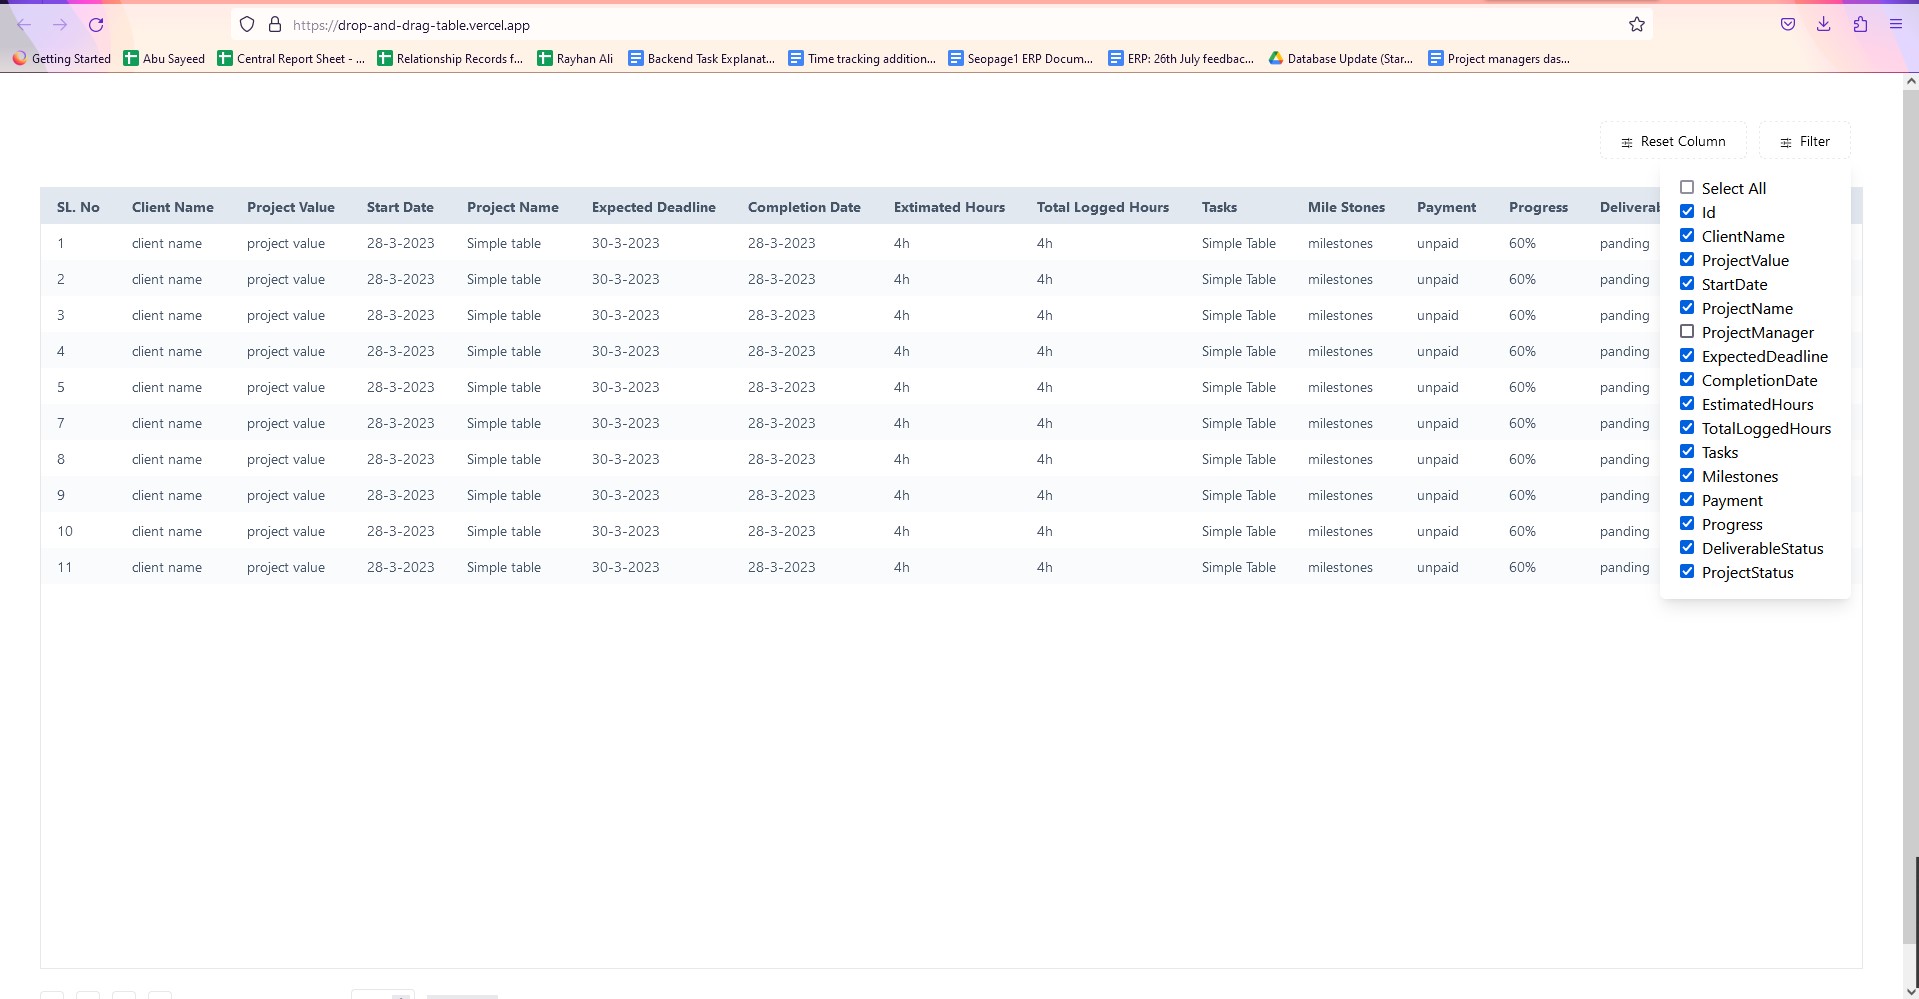 https://drop-and-drag-table.vercel.app
Getting Started Abu Sayeed Central Report Sheet - ... Relationship Records f... Rayhan Ali Backend Task Explanat... Time tracking addition... Seopage1 ERP Docum... ERP: 26th July feedbac... Database Update (Star... Project managers das...
Reset Column Filter
SL. No Client Name Project Value Start Date Project Name Expected Deadline Completion Date Extimated Hours Total Logged Hours Tasks Mile Stones Payment Progress Deliverab
1 client name project value 28-3-2023 Simple table 30-3-2023 28-3-2023 4h 4h Simple Table milestones unpaid 60% panding
2 client name project value 28-3-2023 Simple table 30-3-2023 28-3-2023 4h 4h Simple Table milestones unpaid 60% panding
3 client name project value 28-3-2023 Simple table 30-3-2023 28-3-2023 4h 4h Simple Table milestones unpaid 60% panding
4 client name project value 28-3-2023 Simple table 30-3-2023 28-3-2023 4h 4h Simple Table milestones unpaid 60% panding
5 client name project value 28-3-2023 Simple table 30-3-2023 28-3-2023 4h 4h Simple Table milestones unpaid 60% panding
7 client name project value 28-3-2023 Simple table 30-3-2023 28-3-2023 4h 4h Simple Table milestones unpaid 60% panding
8 client name project value 28-3-2023 Simple table 30-3-2023 28-3-2023 4h 4h Simple Table milestones unpaid 60% panding
9 client name project value 28-3-2023 Simple table 30-3-2023 28-3-2023 4h 4h Simple Table milestones unpaid 60% panding
10 client name project value 28-3-2023 Simple table 30-3-2023 28-3-2023 4h 4h Simple Table milestones unpaid 60% panding
11 client name project value 28-3-2023 Simple table 30-3-2023 28-3-2023 4h 4h Simple Table milestones unpaid 60% panding
Select All
Id
ClientName
ProjectValue
StartDate
ProjectName
ProjectManager
ExpectedDeadline
CompletionDate
EstimatedHours
TotalLoggedHours
Tasks
Milestones
Payment
Progress
DeliverableStatus
ProjectStatus